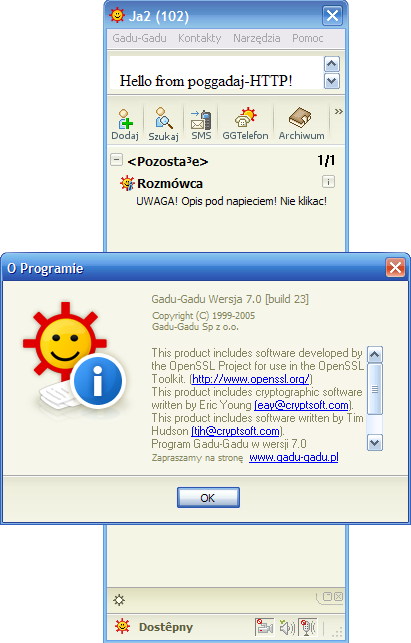 Ja2 (102)
Gadu-Gadu Kontakty Narzędzia Pomoc
Hello from poggadaj-HTTP!
Dodaj Szukaj SMS GGTelefon Archiwum »
<Pozosta³e> 1/1
Rozmówca
UWAGA! Opis pod napieciem! Nie klikac!
O Programie
Gadu-Gadu Wersja 7.0 [build 23]
Copyright (C) 1999-2005
Gadu-Gadu Sp z o.o.
This product includes software developed by
the OpenSSL Project for use in the OpenSSL
Toolkit. (http://www.openssl.org/)
This product includes cryptographic software
written by Eric Young (eay@cryptsoft.com).
This product includes software written by Tim
Hudson (tjh@cryptsoft.com).
Program Gadu-Gadu w wersji 7.0
Zapraszamy na stronę www.gadu-gadu.pl
OK
Dostêpny